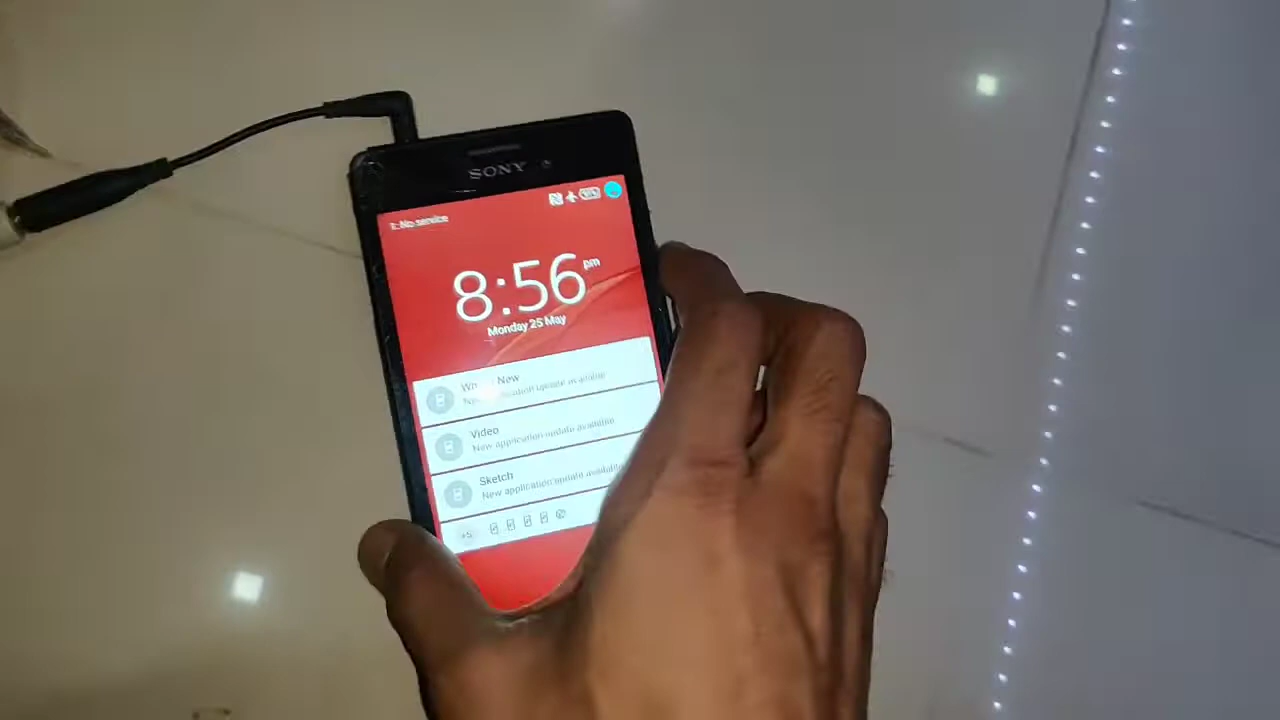 SONY
No service
8:56 pm
Monday 25 May
New
New application update available
Video
New application update available
Sketch
New application update available
+5